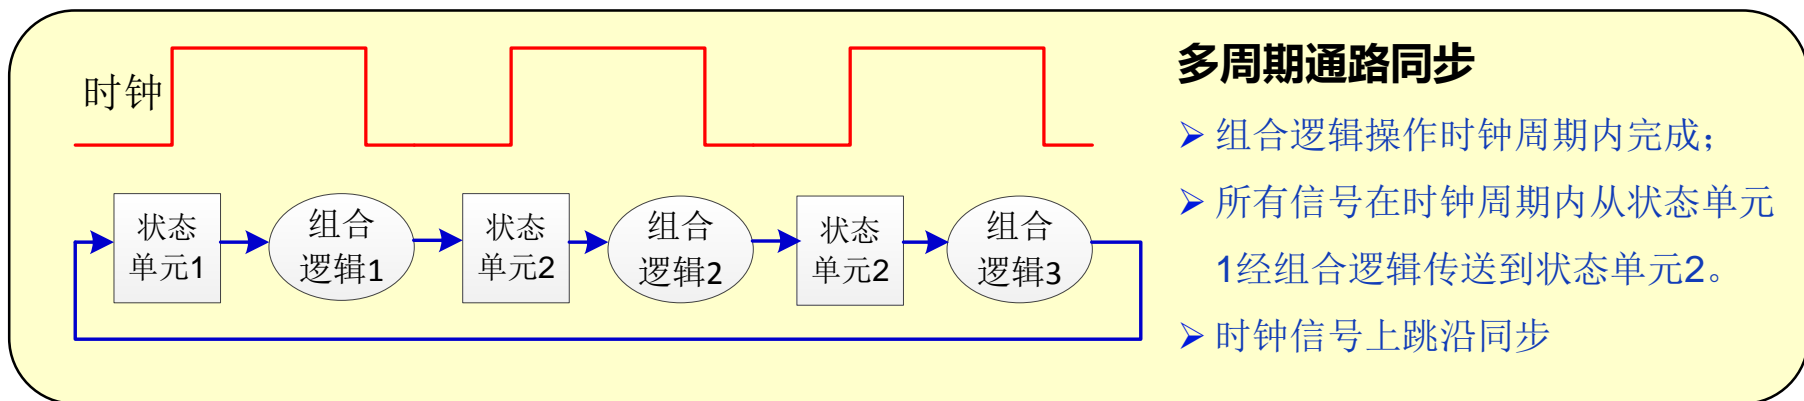 时钟
状态
单元1
组合
逻辑1
状态
单元2
组合
逻辑2
状态
单元2
组合
逻辑3
多周期通路同步
➢ 组合逻辑操作时钟周期内完成；
➢ 所有信号在时钟周期内从状态单元
1经组合逻辑传送到状态单元2。
➢ 时钟信号上跳沿同步